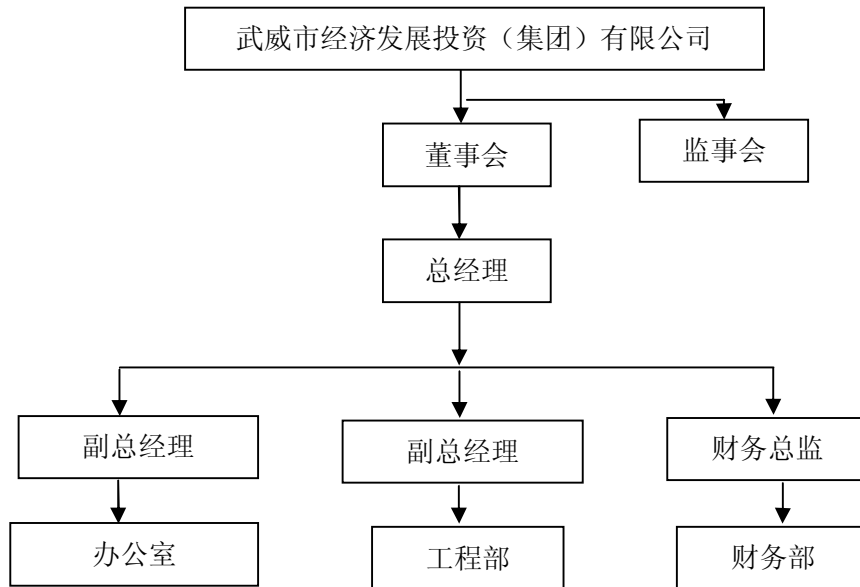 武威市经济发展投资（集团）有限公司
董事会
监事会
总经理
副总经理
副总经理
财务总监
办公室
工程部
财务部